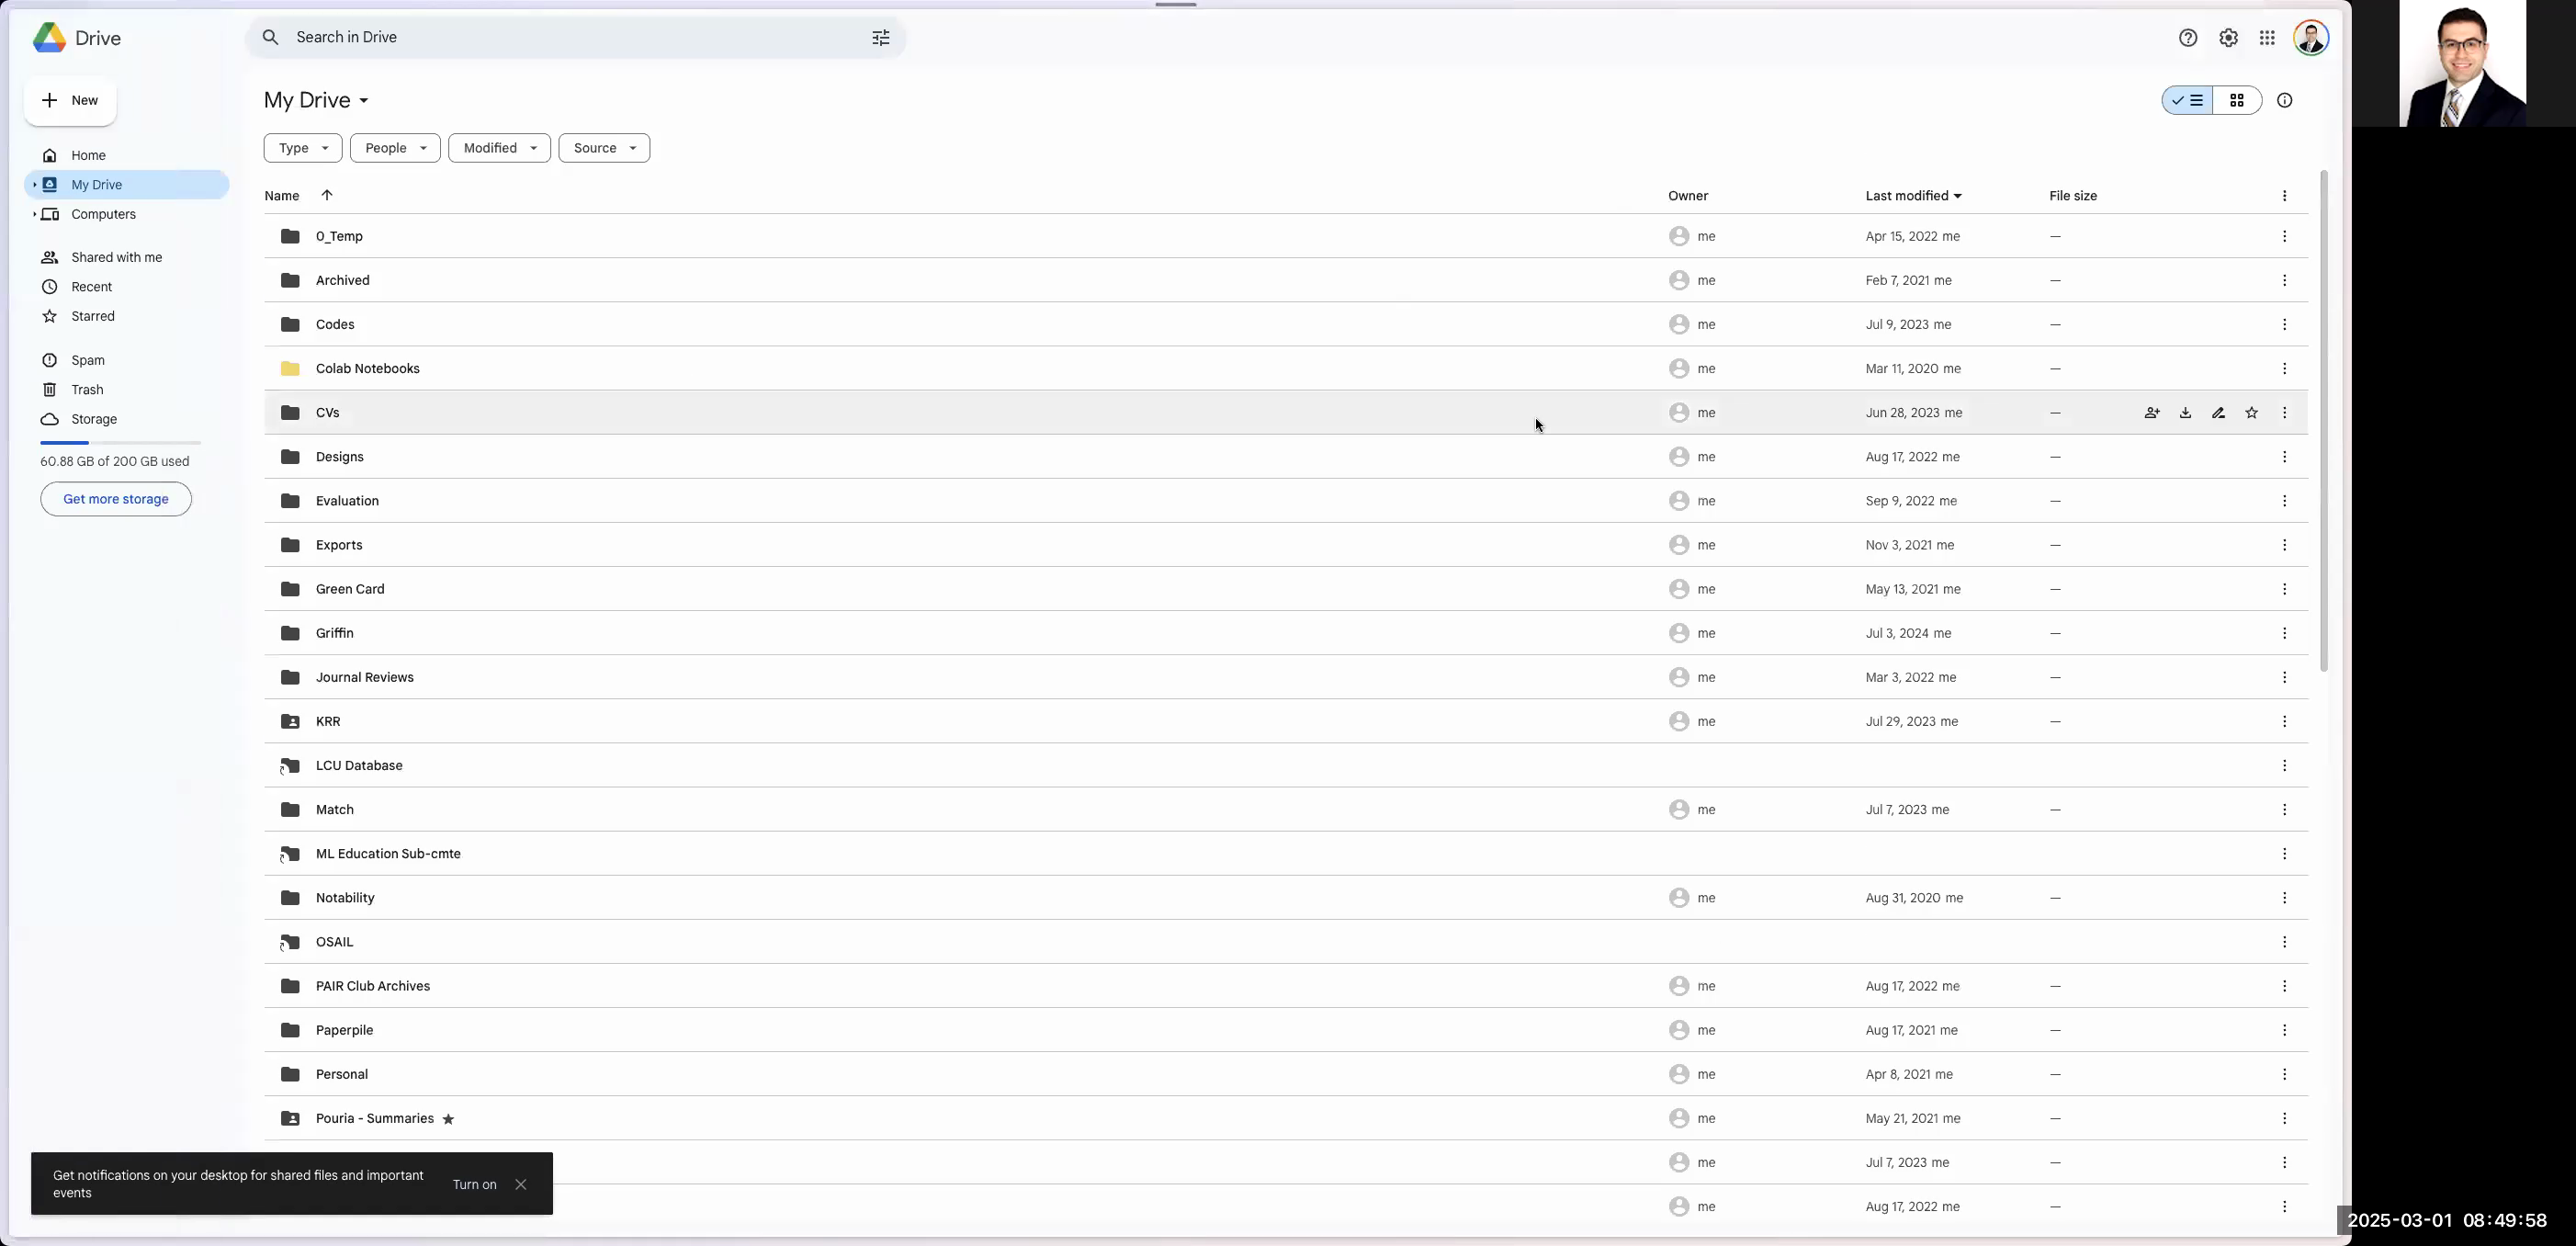 Drive
Search in Drive
New
Home
My Drive
Computers
Shared with me
Recent
Starred
Spam
Trash
Storage
60.88 GB of 200 GB used
Get more storage
My Drive
Type People Modified Source
Name Owner Last modified File size
0_Temp me Apr 15, 2022 me —
Archived me Feb 7, 2021 me —
Codes me Jul 9, 2023 me —
Colab Notebooks me Mar 11, 2020 me —
CVs me Jun 28, 2023 me —
Designs me Aug 17, 2022 me —
Evaluation me Sep 9, 2022 me —
Exports me Nov 3, 2021 me —
Green Card me May 13, 2021 me —
Griffin me Jul 3, 2024 me —
Journal Reviews me Mar 3, 2022 me —
KRR me Jul 29, 2023 me —
LCU Database
Match me Jul 7, 2023 me —
ML Education Sub-cmte
Notability me Aug 31, 2020 me —
OSAIL
PAIR Club Archives me Aug 17, 2022 me —
Paperpile me Aug 17, 2021 me —
Personal me Apr 8, 2021 me —
Pouria - Summaries me May 21, 2021 me —
me Jul 7, 2023 me —
me Aug 17, 2022 me —
Get notifications on your desktop for shared files and important
events
Turn on
2025-03-01 08:49:58